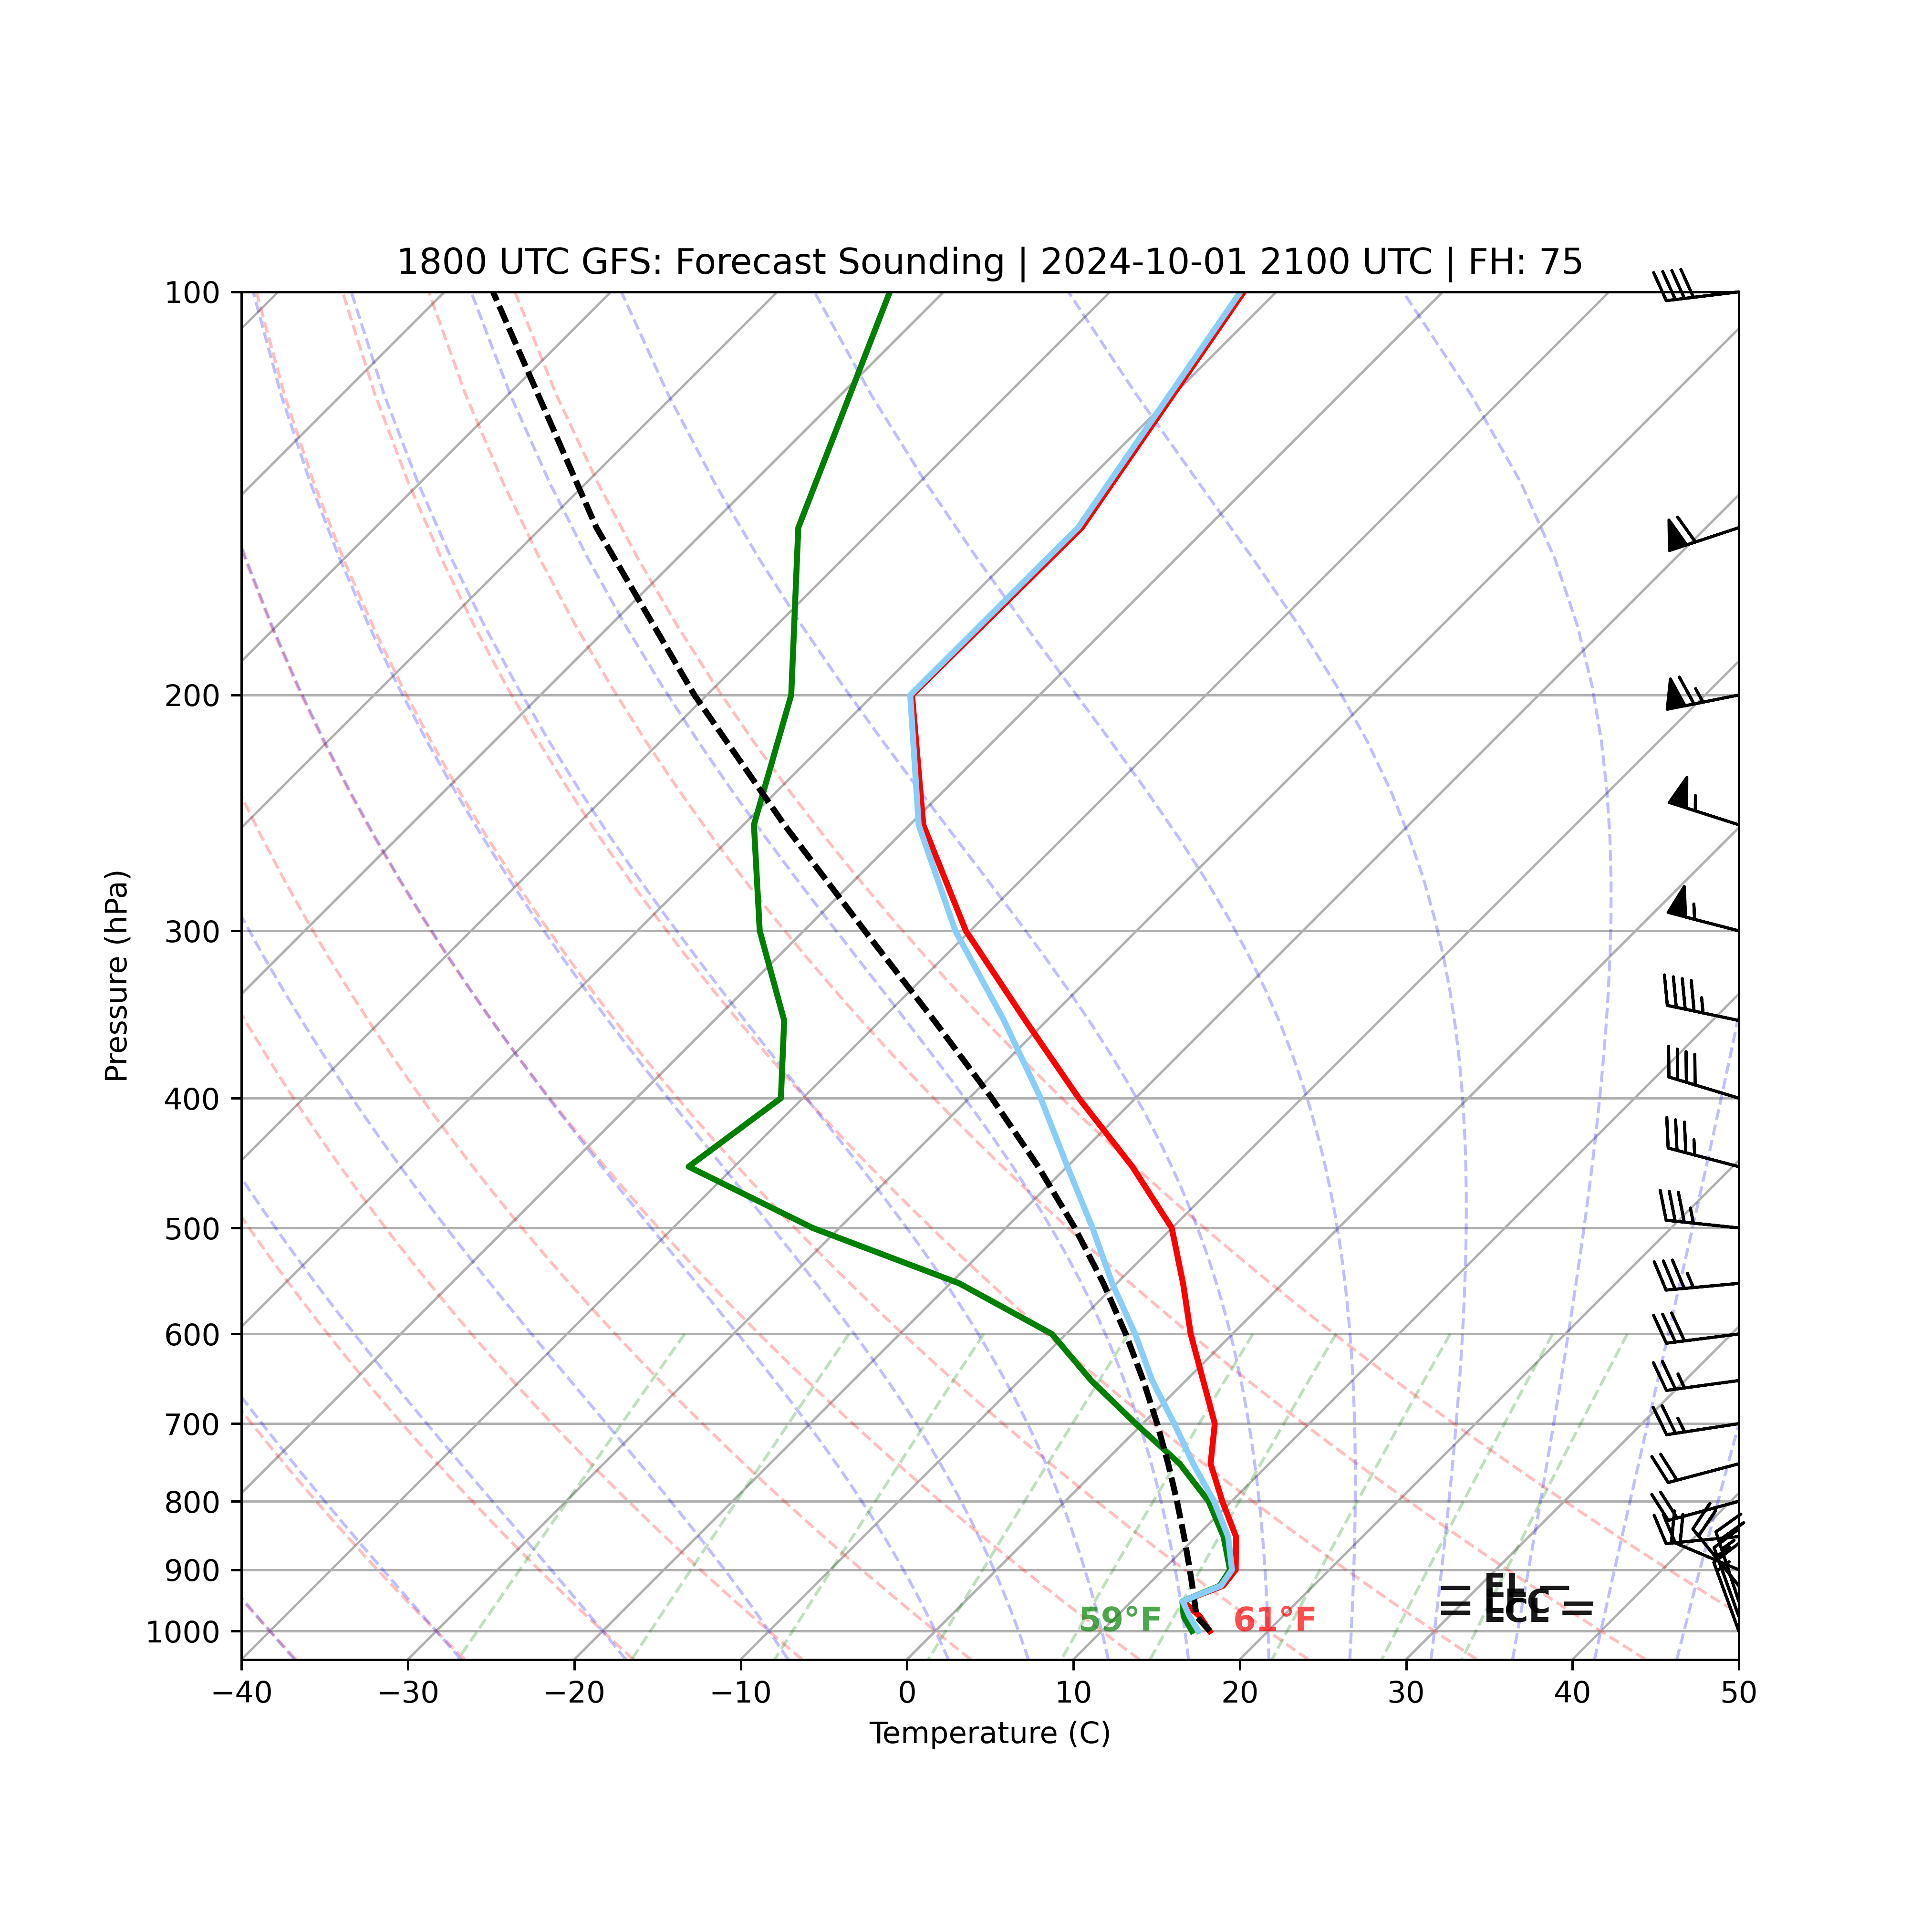 1800 UTC GFS: Forecast Sounding | 2024-10-01 2100 UTC | FH: 75
100
200
300
400
500
600
700
800
900
1000
Pressure (hPa)
EL
LFC
LCL
59°F
61°F
−40
−30
−20
−10
0
10
20
30
40
50
Temperature (C)